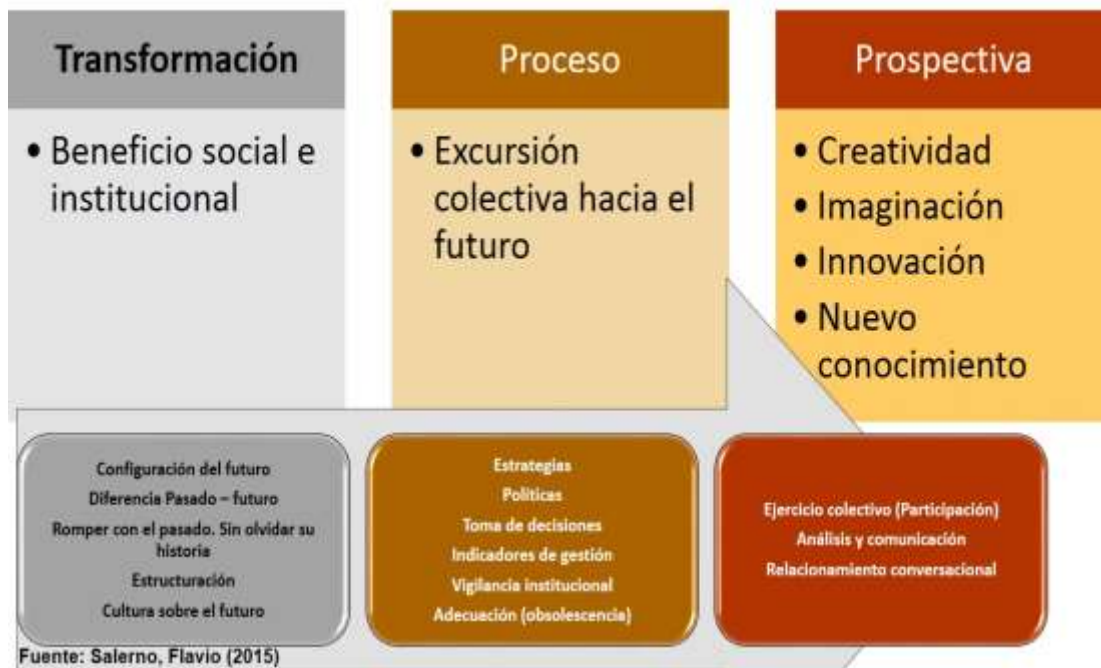 Transformación
• Beneficio social e
institucional
Proceso
• Excursión
colectiva hacia el
futuro
Prospectiva
• Creatividad
• Imaginación
• Innovación
• Nuevo
conocimiento
Configuración del futuro
Diferencia Pasado – futuro
Romper con el pasado. Sin olvidar su
historia
Estructuración
Cultura sobre el futuro
Estrategias
Políticas
Toma de decisiones
Indicadores de gestión
Vigilancia institucional
Adecuación (obsolescencia)
Ejercicio colectivo (Participación)
Análisis y comunicación
Relacionamiento conversacional
Fuente: Salerno, Flavio (2015)